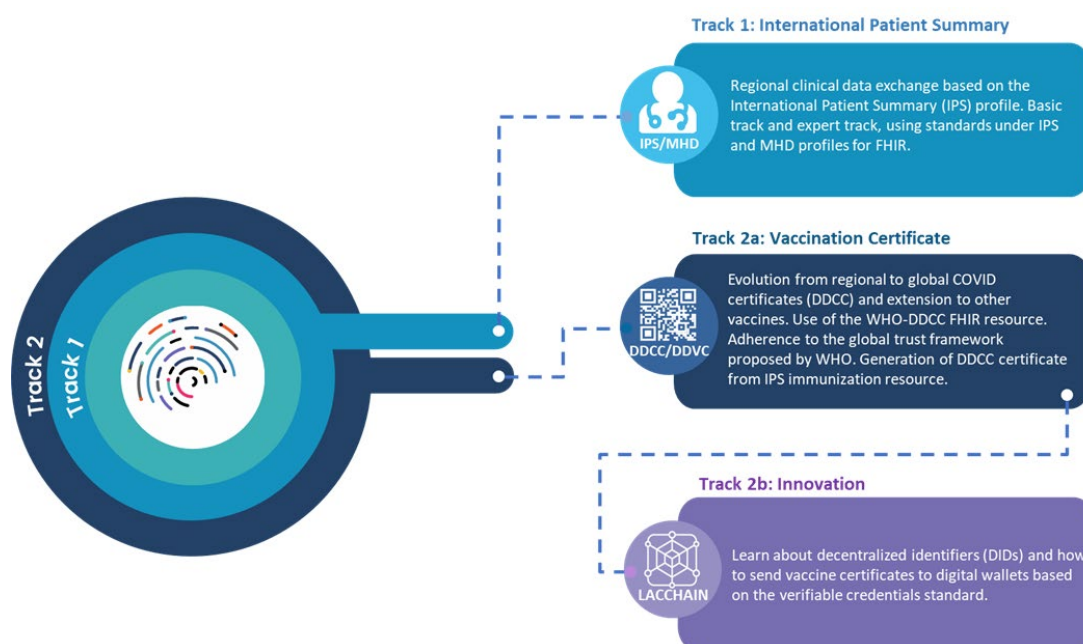 Track 1: International Patient Summary
Regional clinical data exchange based on the
International Patient Summary (IPS) profile. Basic
track and expert track, using standards under IPS
and MHD profiles for FHIR.
IPS/MHD
Track 2
Track 1
Track 2a: Vaccination Certificate
Evolution from regional to global COVID
certificates (DDCC) and extension to other
vaccines. Use of the WHO-DDCC FHIR resource.
Adherence to the global trust framework
proposed by WHO. Generation of DDCC certificate
from IPS immunization resource.
DDCC/DDVC
Track 2b: Innovation
Learn about decentralized identifiers (DIDs) and how
to send vaccine certificates to digital wallets based
on the verifiable credentials standard.
LACCHAIN